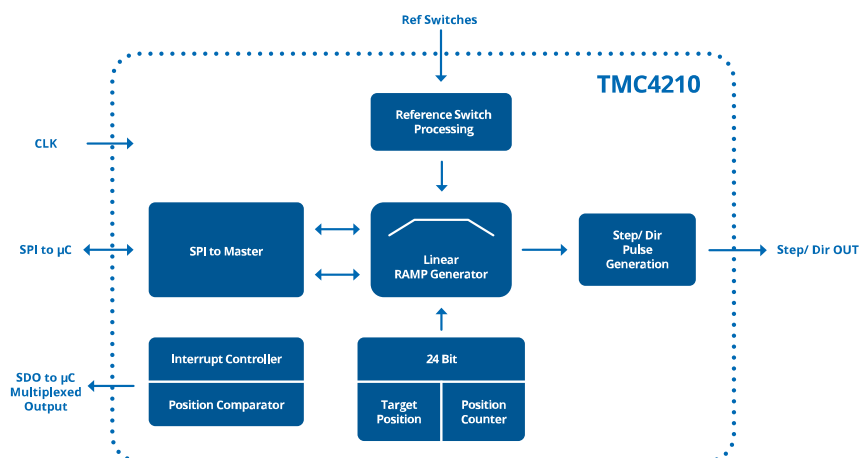 Ref Switches
TMC4210
Reference Switch
Processing
CLK
SPI to µC
SPI to Master
Linear
RAMP Generator
Step/ Dir
Pulse
Generation
Step/ Dir OUT
SDO to µC
Multiplexed
Output
Interrupt Controller
Position Comparator
24 Bit
Target
Position
Position
Counter